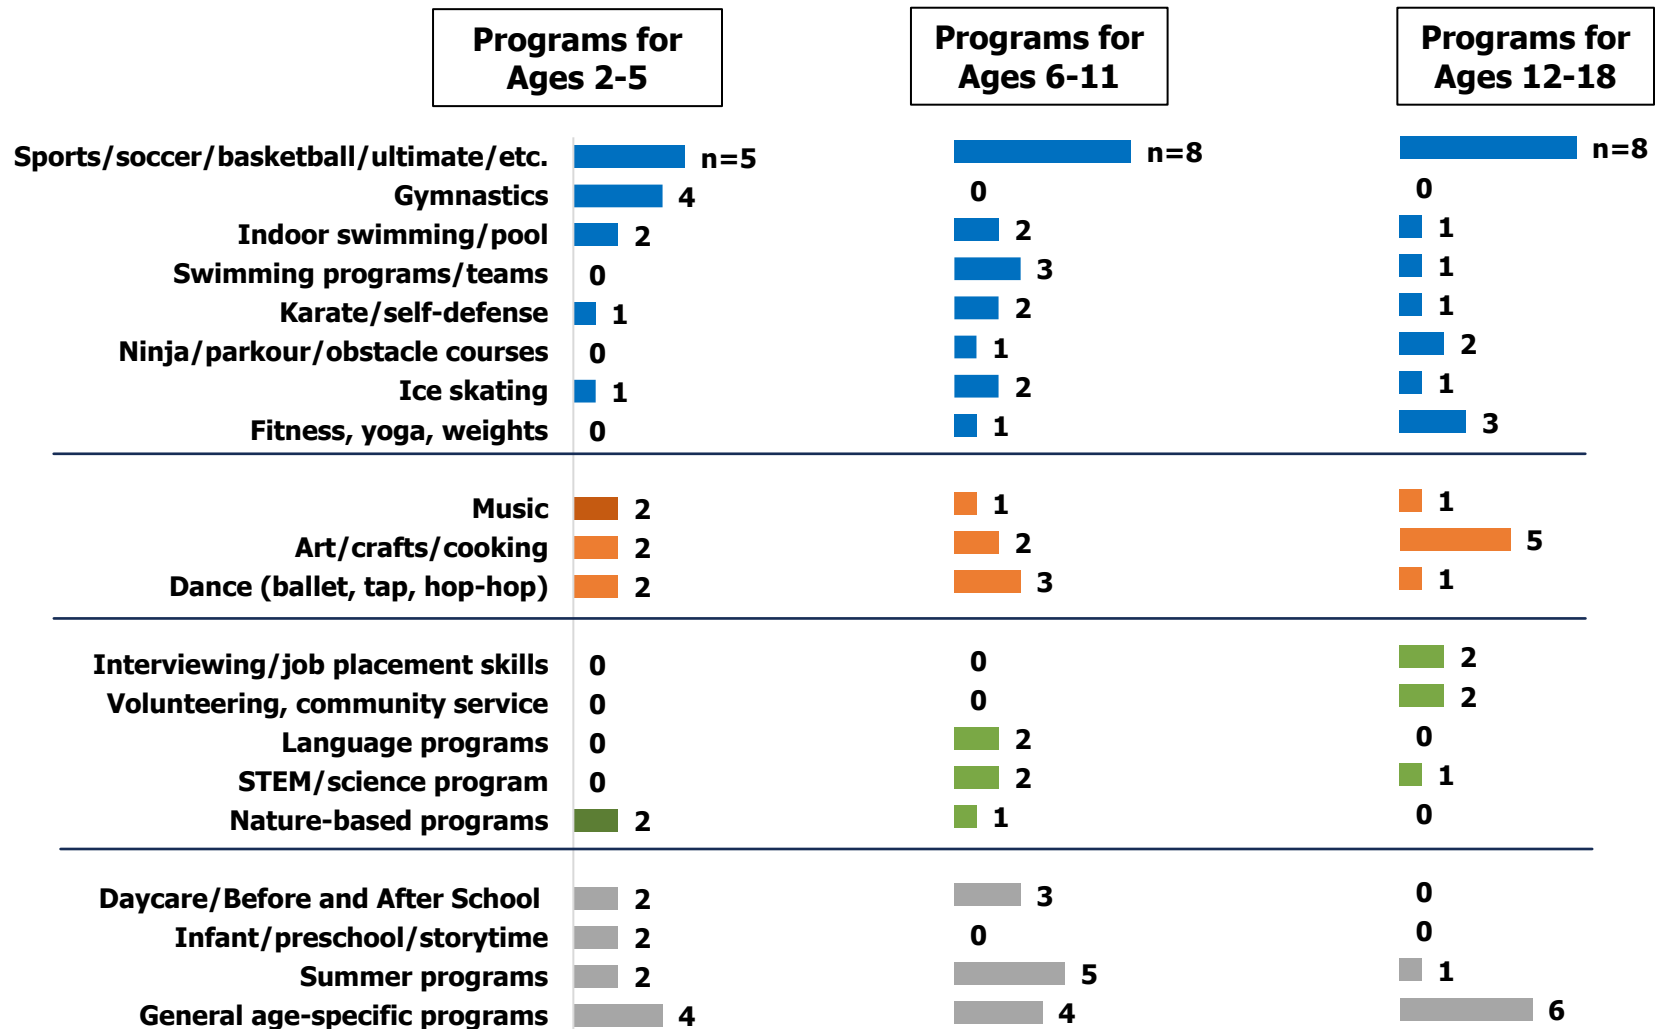 Programs for
Ages 2-5
Programs for
Ages 6-11
Programs for
Ages 12-18
Sports/soccer/basketball/ultimate/etc. n=5 n=8 n=8
Gymnastics 4 0 0
Indoor swimming/pool 2 2 1
Swimming programs/teams 0 3 1
Karate/self-defense 1 2 1
Ninja/parkour/obstacle courses 0 1 2
Ice skating 1 2 1
Fitness, yoga, weights 0 1 3
Music 2 1 1
Art/crafts/cooking 2 2 5
Dance (ballet, tap, hop-hop) 2 3 1
Interviewing/job placement skills 0 0 2
Volunteering, community service 0 0 2
Language programs 0 2 0
STEM/science program 0 2 1
Nature-based programs 2 1 0
Daycare/Before and After School 2 3 0
Infant/preschool/storytime 2 0 0
Summer programs 2 5 1
General age-specific programs 4 4 6